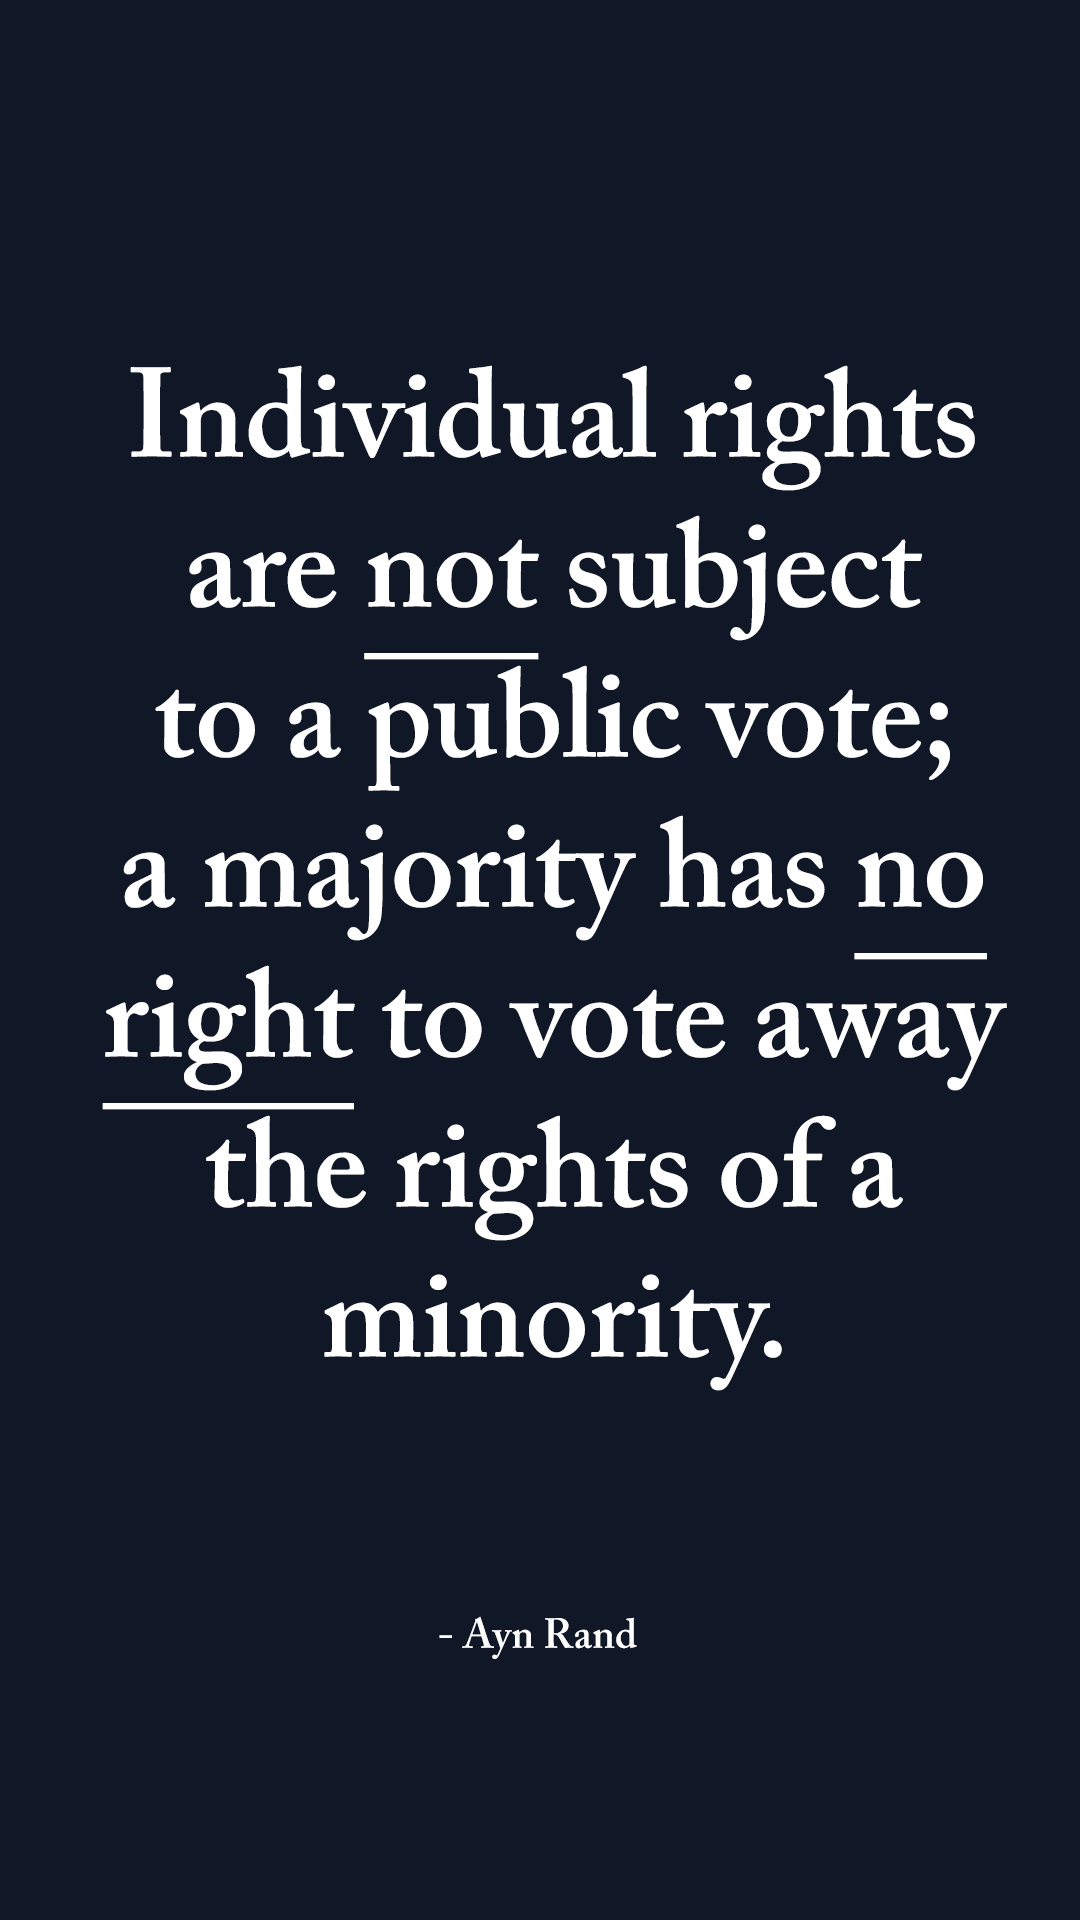 Individual rights
are not subject
to a public vote;
a majority has no
right to vote away
the rights of a
minority.
- Ayn Rand